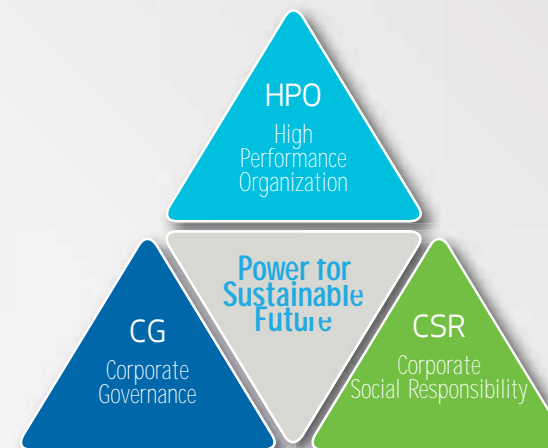 HPO
High
Performance
Organization
Power for
Sustainable
Future
CG
Corporate
Governance
CSR
Corporate
Social Responsibility